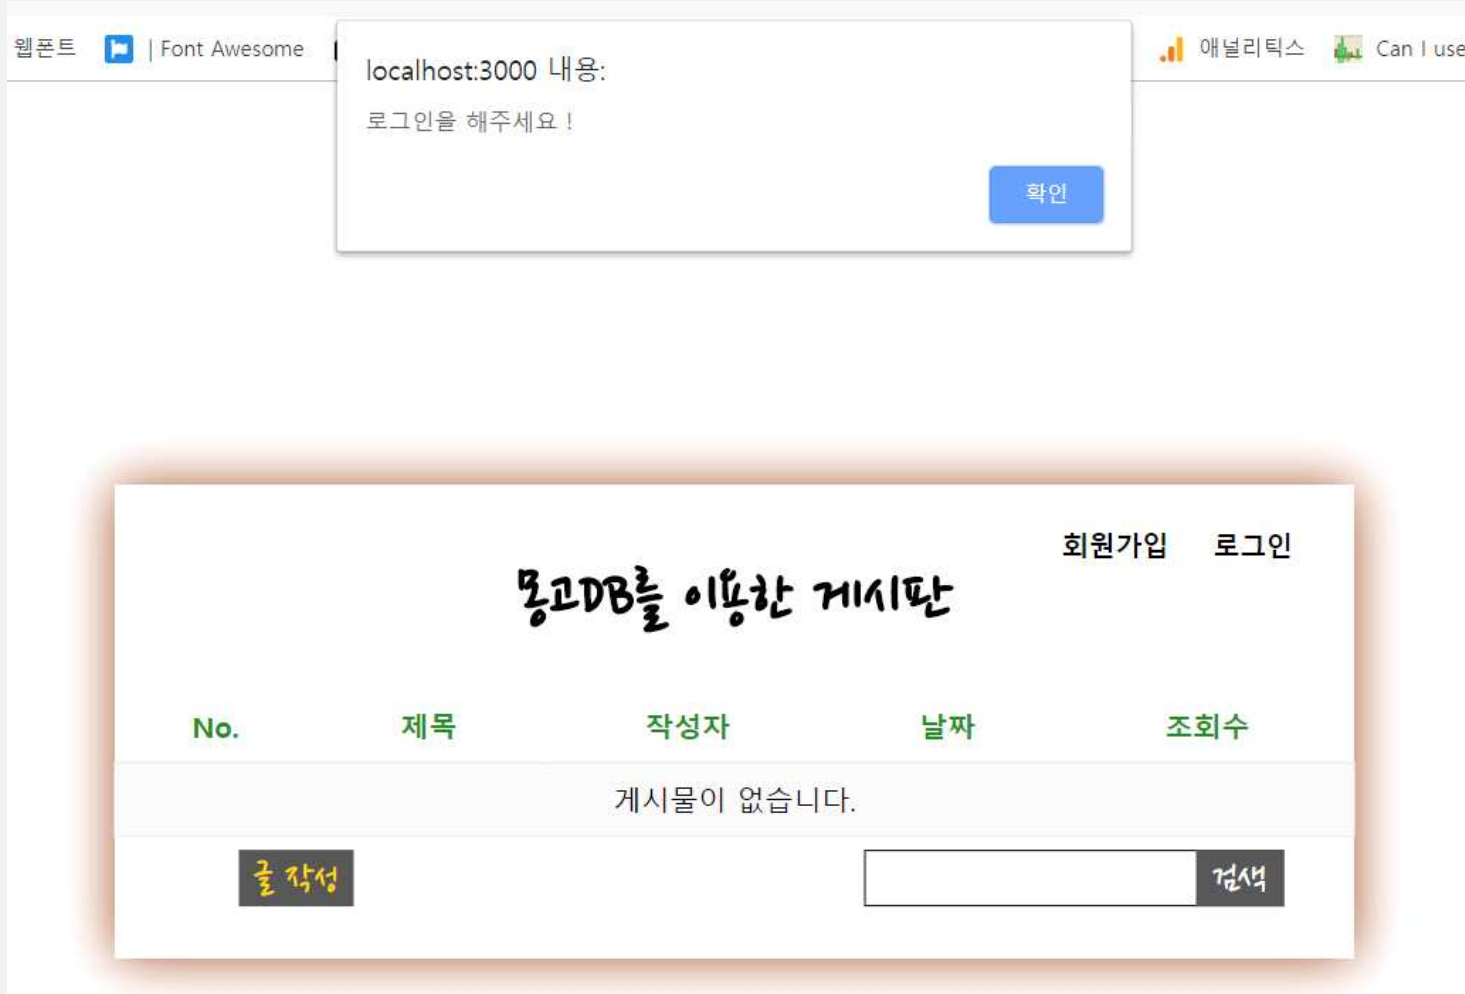 웹폰트 | Font Awesome
애널리틱스 Can I use
localhost:3000 내용:
로그인을 해주세요 !
확인
회원가입 로그인
몽고DB를 이용한 게시판
No. 제목 작성자 날짜 조회수
게시물이 없습니다.
글 작성 검색